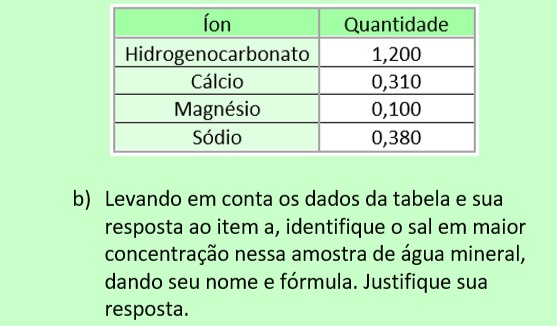 Íon Quantidade
Hidrogenocarbonato 1,200
Cálcio 0,310
Magnésio 0,100
Sódio 0,380
b) Levando em conta os dados da tabela e sua
resposta ao item a, identifique o sal em maior
concentração nessa amostra de água mineral,
dando seu nome e fórmula. Justifique sua
resposta.